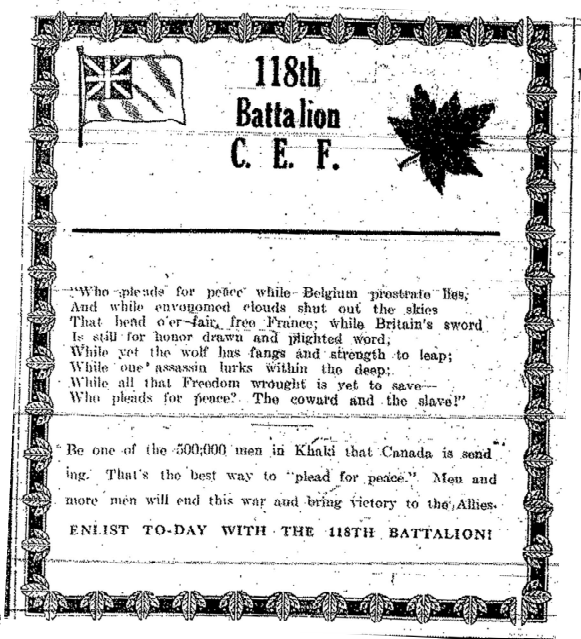 118th
Battalion
C. E. F.
"Who pleads for peace while Belgium prostrate lies,
And while envenomed clouds shut out the skies
That bend o'er fair, free France; while Britain's sword
Is still for honor drawn and plighted word;
While yet the wolf has fangs and strength to leap;
While one assassin lurks within the deep;
While all that Freedom wrought is yet to save—
Who pleads for peace? The coward and the slave!"
Be one of the 500,000 men in Khaki that Canada is send
ing. That's the best way to "plead for peace." Men and
more men will end this war and bring victory to the Allies.
ENLIST TO-DAY WITH THE 118TH BATTALION!